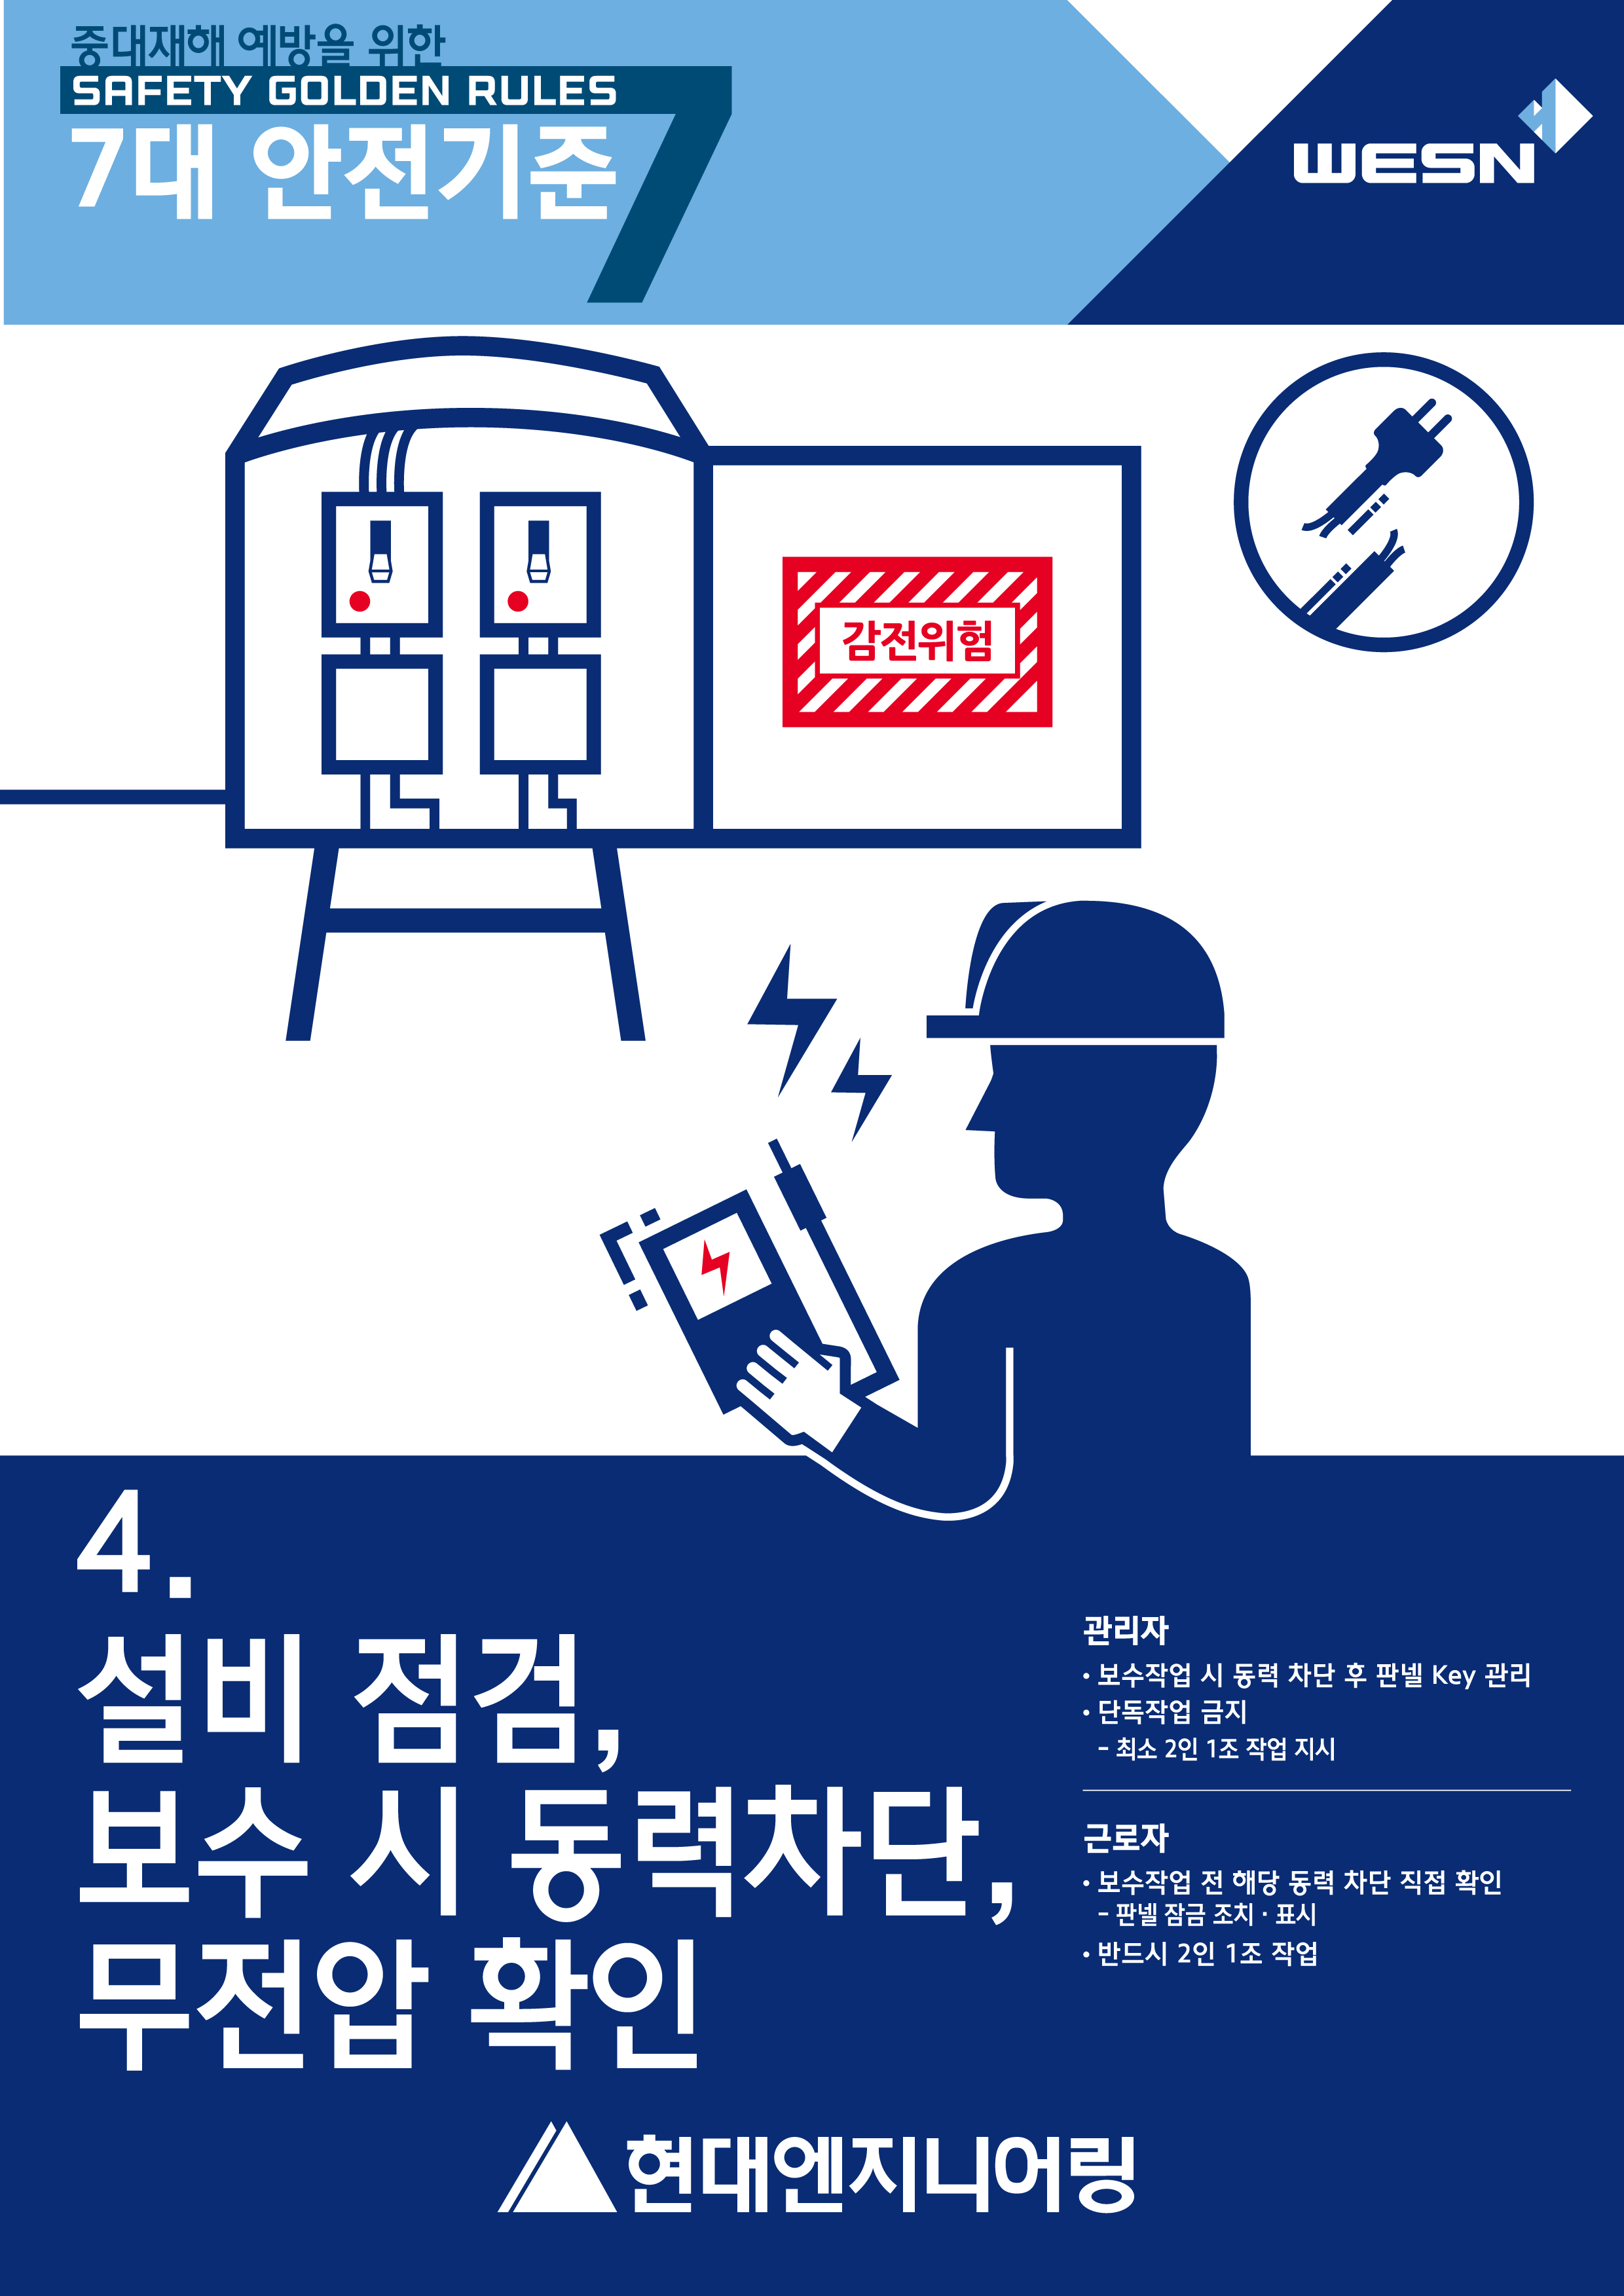 중대재해 예방을 위한
SAFETY GOLDEN RULES
7대 안전기준
7
WESN
감전위험
4.
설비 점검,
보수 시 동력차단,
무전압 확인
관리자
• 보수작업 시 동력 차단 후 판넬 Key 관리
• 단독작업 금지
- 최소 2인 1조 작업 지시
근로자
• 보수작업 전 해당 동력 차단 직접 확인
- 판넬 잠금 조치 · 표시
• 반드시 2인 1조 작업
현대엔지니어링